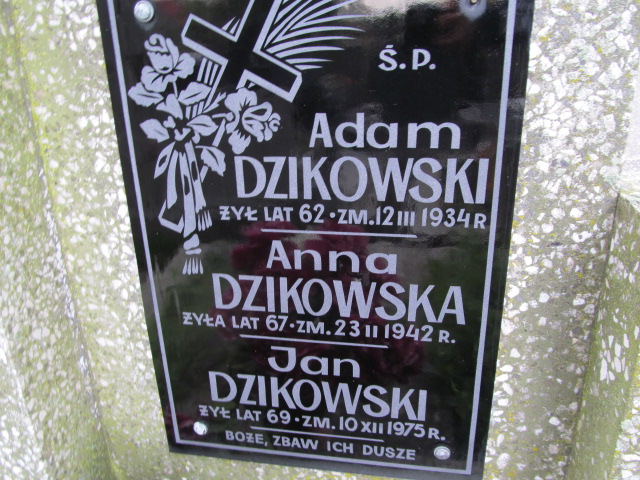 Ś.P.
Adam
DZIKOWSKI
ŻYŁ LAT 62 · ZM. 12 III 1934 R
Anna
DZIKOWSKA
ŻYŁA LAT 67 · ZM. 23 II 1942 R.
Jan
DZIKOWSKI
ŻYŁ LAT 69 · ZM. 10 XII 1975 R.
BOŻE, ZBAW ICH DUSZE